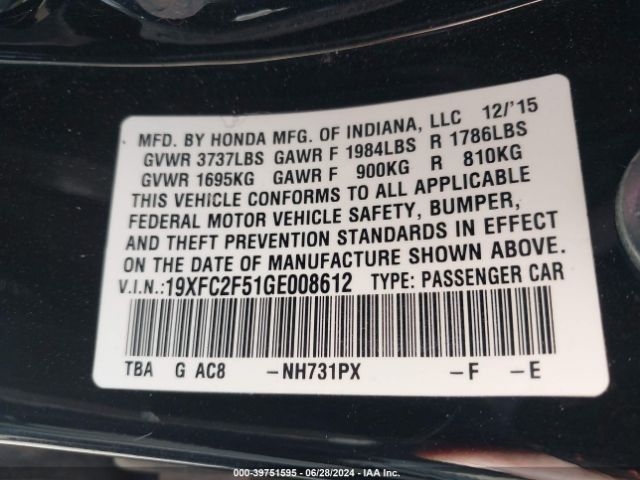 MFD. BY HONDA MFG. OF INDIANA, LLC 12/'15
GVWR 3737LBS GAWR F 1984LBS R 1786LBS
GVWR 1695KG GAWR F 900KG R 810KG
THIS VEHICLE CONFORMS TO ALL APPLICABLE
FEDERAL MOTOR VEHICLE SAFETY, BUMPER,
AND THEFT PREVENTION STANDARDS IN EFFECT
ON THE DATE OF MANUFACTURE SHOWN ABOVE.
V.I.N.:19XFC2F51GE008612 TYPE: PASSENGER CAR
TBA G AC8 -NH731PX -F -E
000-39751595 - 06/28/2024 - IAA, Inc.